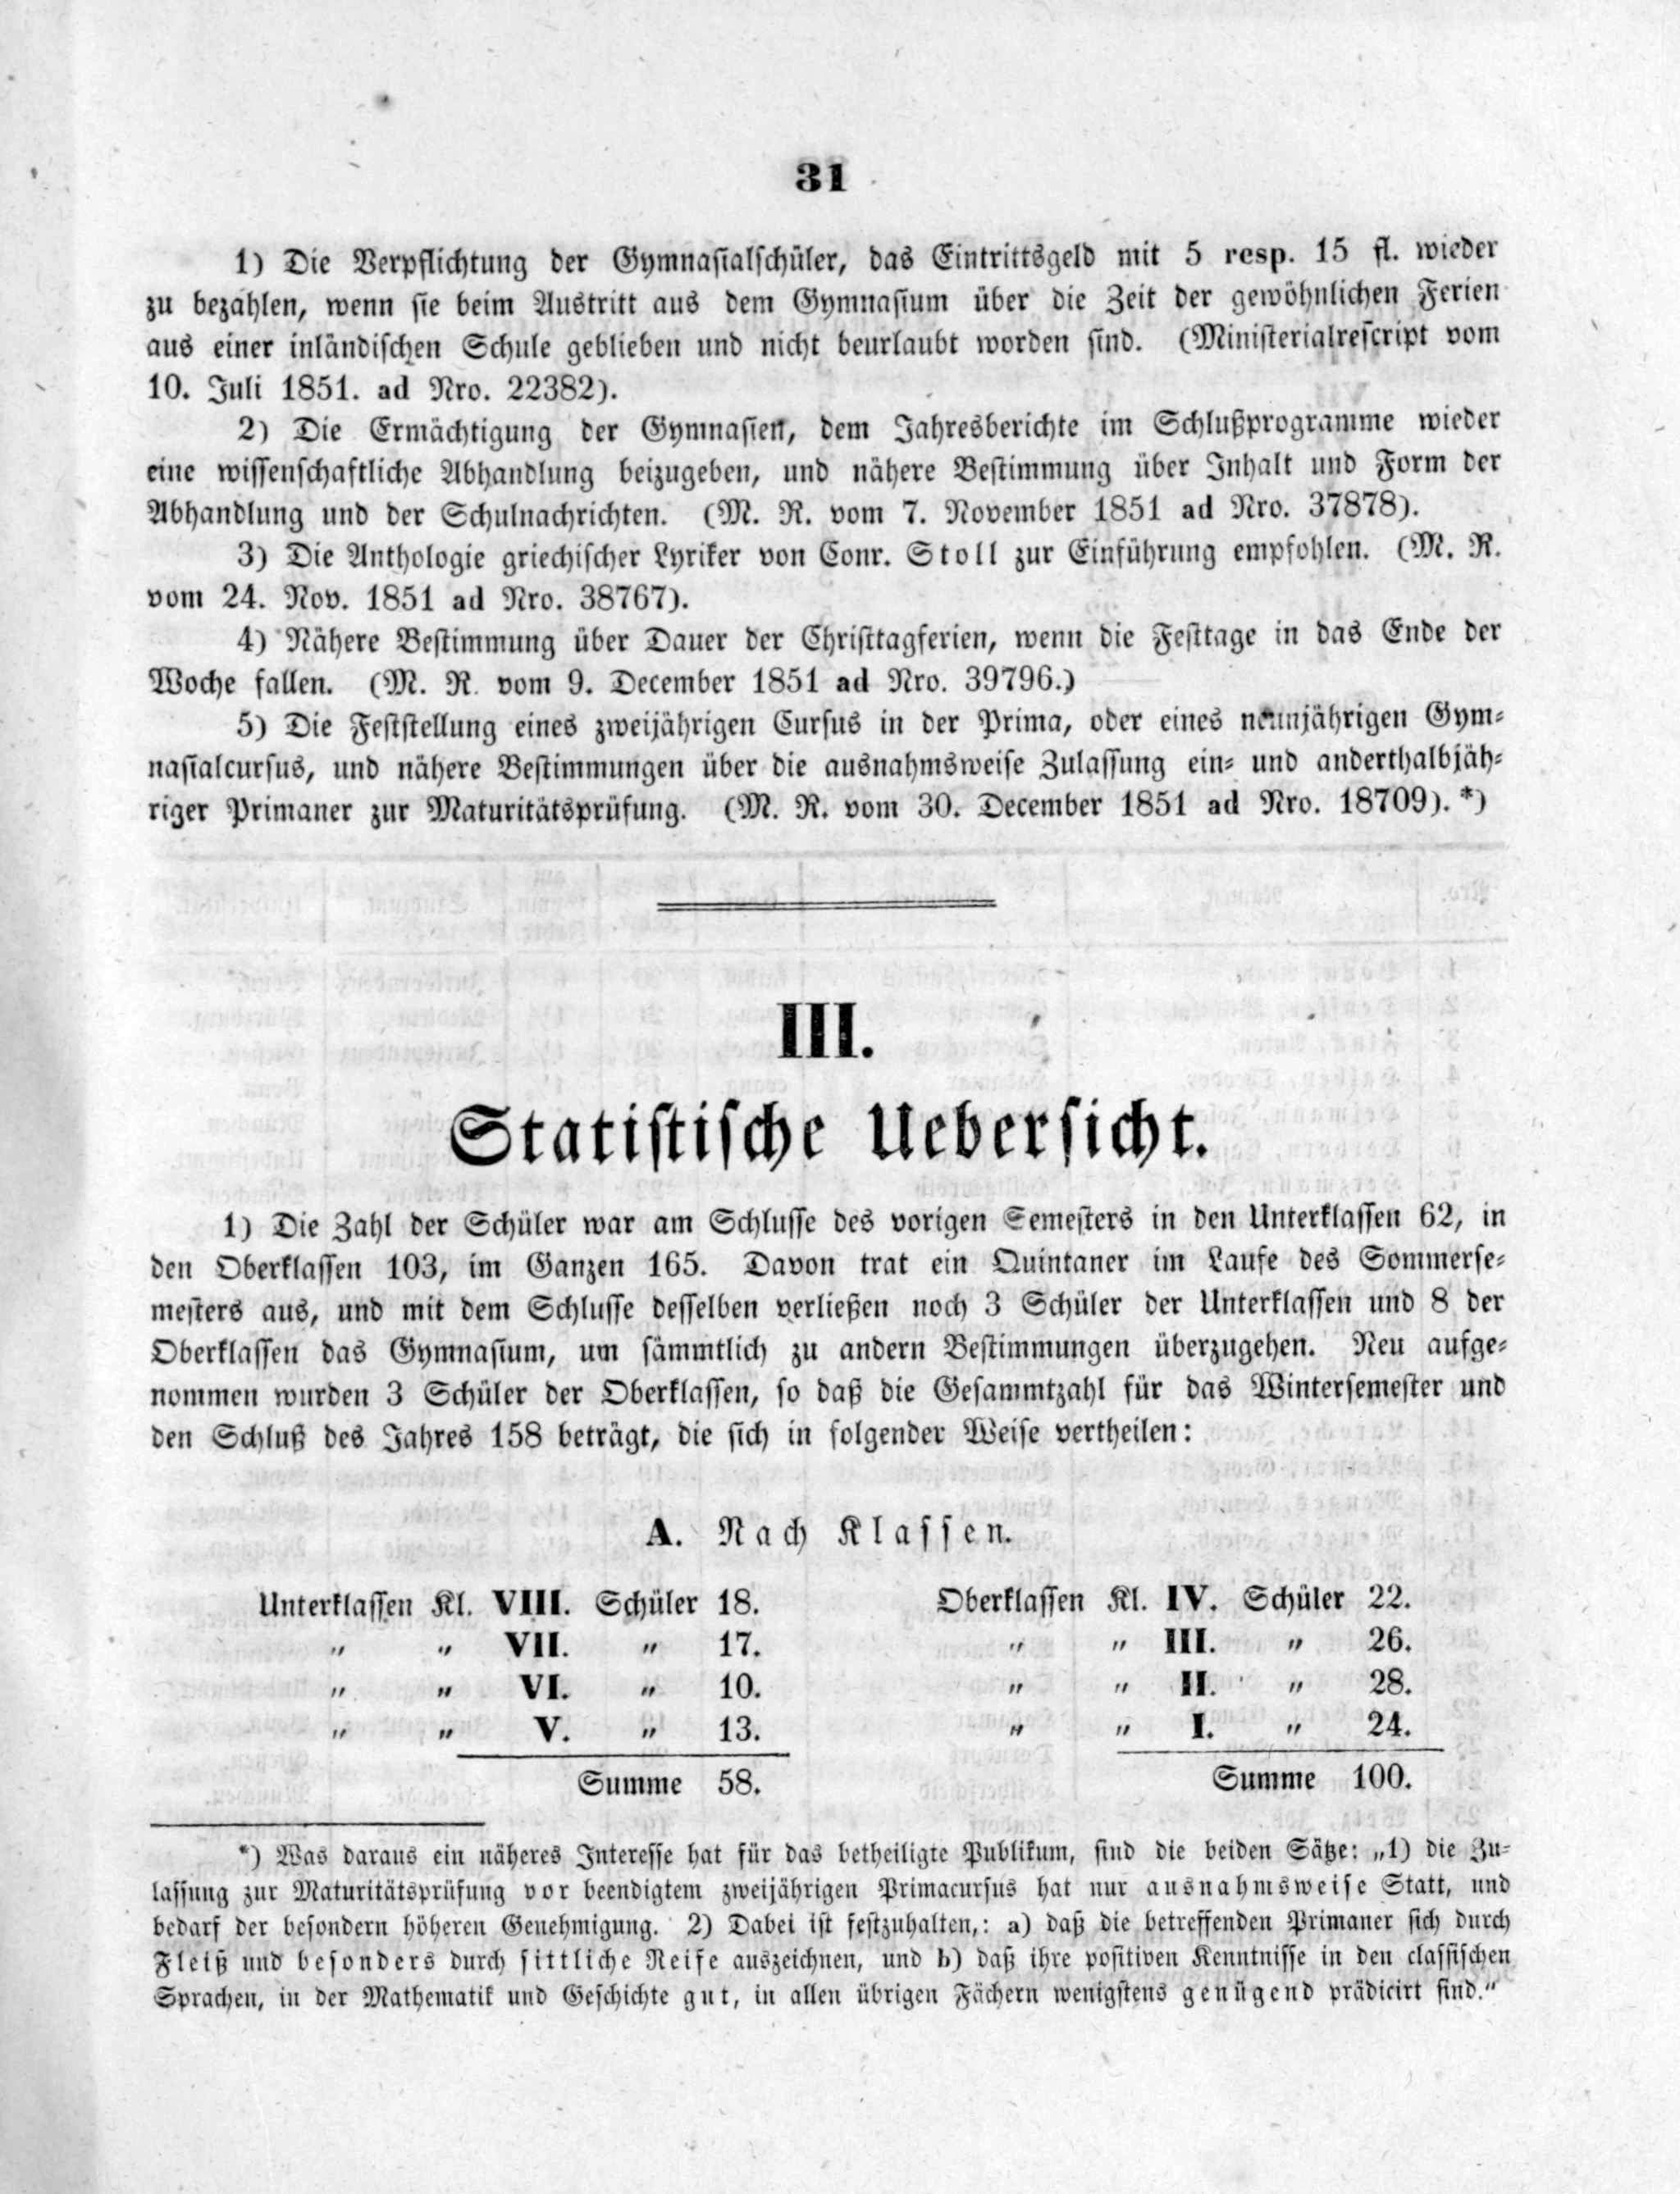 31
1) Die Verpflichtung der Gymnasialschüler, das Eintrittsgeld mit 5 resp. 15 fl. wieder
zu bezahlen, wenn sie beim Austritt aus dem Gymnasium über die Zeit der gewöhnlichen Ferien
aus einer inländischen Schule geblieben und nicht beurlaubt worden sind. (Ministerialrescript vom
10. Juli 1851. ad Nro. 22382).
2) Die Ermächtigung der Gymnasien, dem Jahresberichte im Schlußprogramme wieder
eine wissenschaftliche Abhandlung beizugeben, und nähere Bestimmung über Inhalt und Form der
Abhandlung und der Schulnachrichten. (M. R. vom 7. November 1851 ad Nro. 37878).
3) Die Anthologie griechischer Lyriker von Conr. Stoll zur Einführung empfohlen. (M. R.
vom 24. Nov. 1851 ad Nro. 38767).
4) Nähere Bestimmung über Dauer der Christtagferien, wenn die Festtage in das Ende der
Woche fallen. (M. R. vom 9. December 1851 ad Nro. 39796.)
5) Die Feststellung eines zweijährigen Cursus in der Prima, oder eines neunjährigen Gym-
nasialcursus, und nähere Bestimmungen über die ausnahmsweise Zulassung ein- und anderthalbjäh-
riger Primaner zur Maturitätsprüfung. (M. R. vom 30. December 1851 ad Nro. 18709). *)
III.
Statistische Uebersicht.
1) Die Zahl der Schüler war am Schlusse des vorigen Semesters in den Unterklassen 62, in
den Oberklassen 103, im Ganzen 165. Davon trat ein Quintaner im Laufe des Sommerse-
mesters aus, und mit dem Schlusse desselben verließen noch 3 Schüler der Unterklassen und 8 der
Oberklassen das Gymnasium, um sämmtlich zu andern Bestimmungen überzugehen. Neu aufge-
nommen wurden 3 Schüler der Oberklassen, so daß die Gesammtzahl für das Wintersemester und
den Schluß des Jahres 158 beträgt, die sich in folgender Weise vertheilen:
A. Nach Klassen.
Unterklassen Kl. VIII. Schüler 18. Oberklassen Kl. IV. Schüler 22.
" " VII. " 17. " " III. " 26.
" " VI. " 10. " " II. " 28.
" " V. " 13. " " I. " 24.
Summe 58. Summe 100.
*) Was daraus ein näheres Interesse hat für das betheiligte Publikum, sind die beiden Sätze: „1) die Zu-
lassung zur Maturitätsprüfung vor beendigtem zweijährigen Primacursus hat nur ausnahmsweise Statt, und
bedarf der besondern höheren Genehmigung. 2) Dabei ist festzuhalten,: a) daß die betreffenden Primaner sich durch
Fleiß und besonders durch sittliche Reife auszeichnen, und b) daß ihre positiven Kenntnisse in den classischen
Sprachen, in der Mathematik und Geschichte gut, in allen übrigen Fächern wenigstens genügend prädicirt sind."